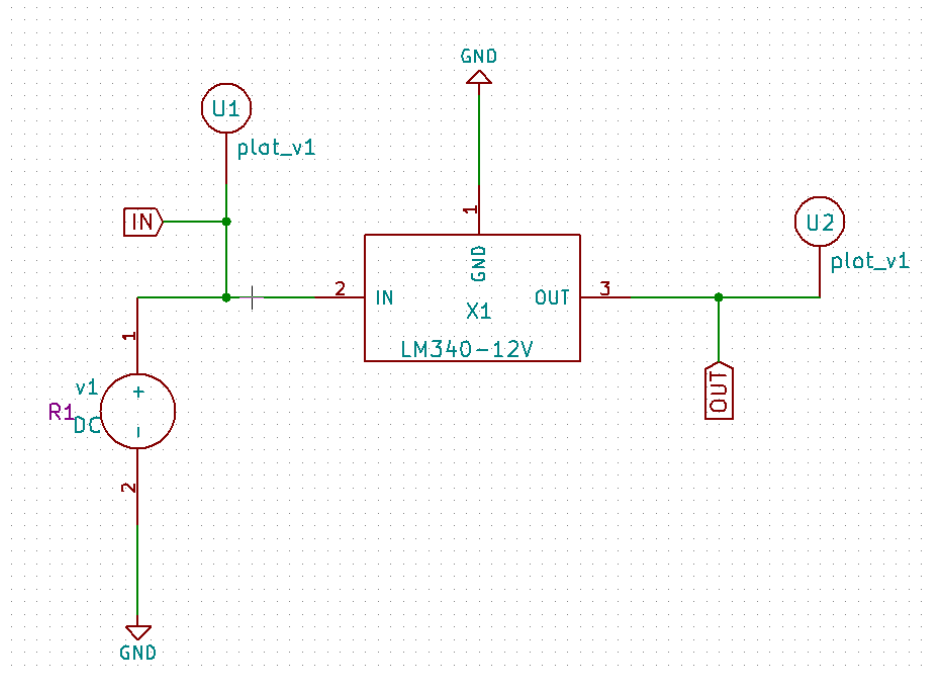 GND
U1
plot_v1
IN
1
GND
U2
plot_v1
2
IN
OUT
3
X1
LM340-12V
1
OUT
v1
+
R1
DC
-
2
GND